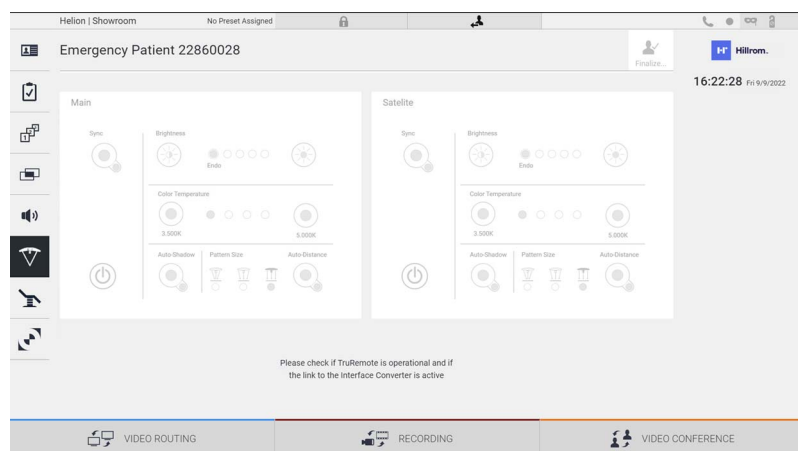 Helion | Showroom
No Preset Assigned
Emergency Patient 22860028
Finalize...
Hillrom.
16:22:28 Fri 9/9/2022
Main
Sync
Brightness
Endo
Color Temperature
3.500K
5.000K
Auto-Shadow
Pattern Size
Auto-Distance
Satelite
Sync
Brightness
Endo
Color Temperature
3.500K
5.000K
Auto-Shadow
Pattern Size
Auto-Distance
Please check if TruRemote is operational and if
the link to the Interface Converter is active
VIDEO ROUTING
RECORDING
VIDEO CONFERENCE